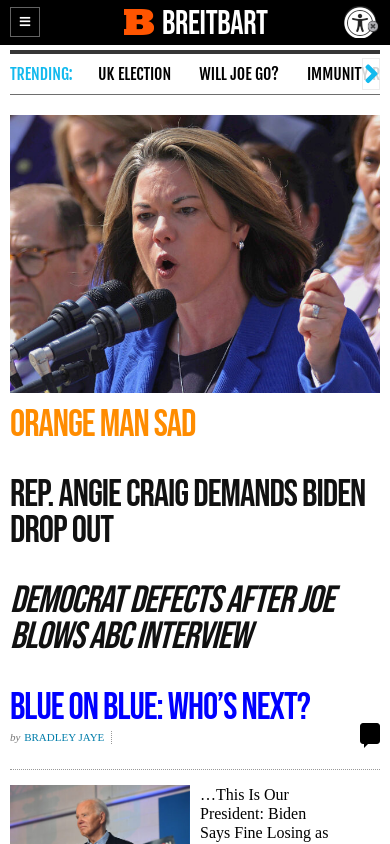 BREITBART
TRENDING: UK ELECTION WILL JOE GO? IMMUNIT
ORANGE MAN SAD
REP. ANGIE CRAIG DEMANDS BIDEN
DROP OUT
DEMOCRAT DEFECTS AFTER JOE
BLOWS ABC INTERVIEW
BLUE ON BLUE: WHO’S NEXT?
by BRADLEY JAYE
…This Is Our
President: Biden
Says Fine Losing as